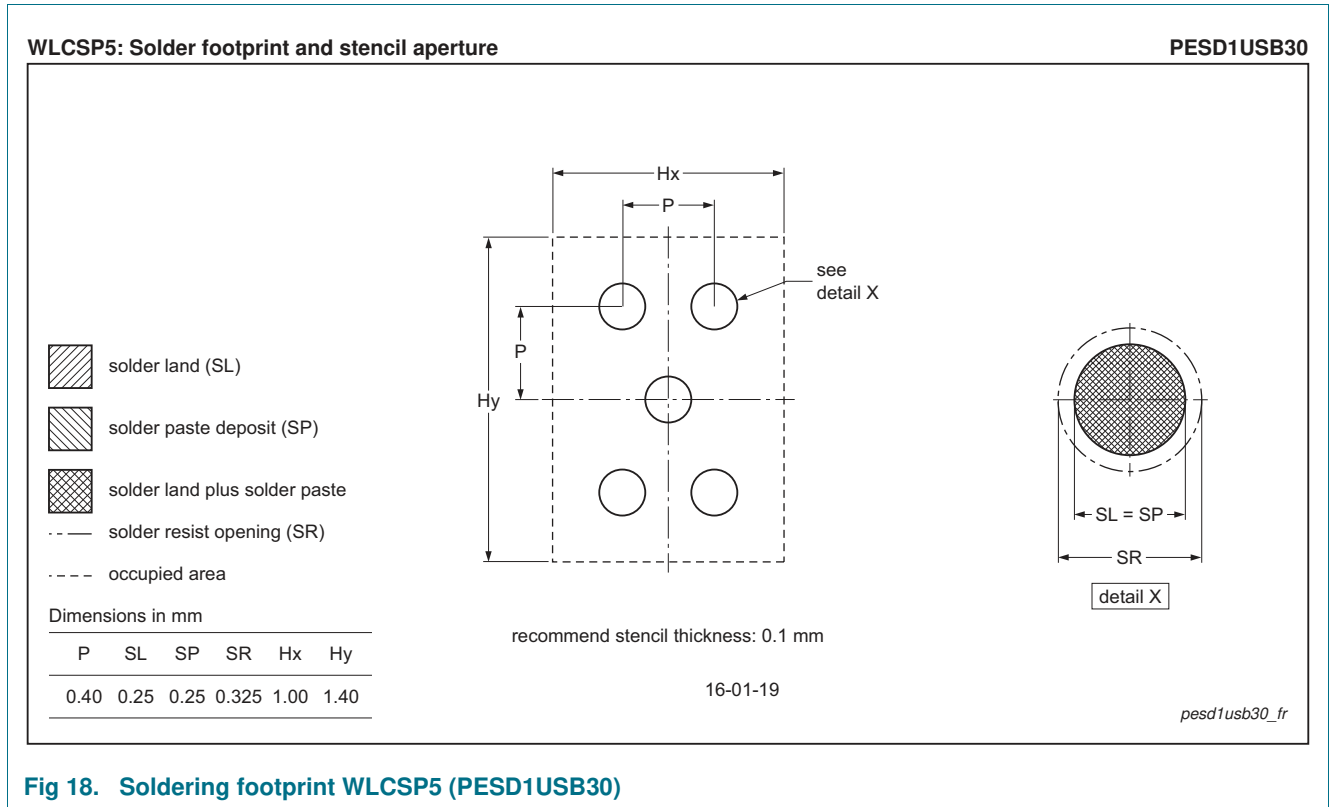 WLCSP5: Solder footprint and stencil aperture PESD1USB30
Hx
P
see
detail X
P
Hy
solder land (SL)
solder paste deposit (SP)
solder land plus solder paste
solder resist opening (SR)
occupied area
SL = SP
SR
detail X
Dimensions in mm
P SL SP SR Hx Hy
0.40 0.25 0.25 0.325 1.00 1.40
recommend stencil thickness: 0.1 mm
16-01-19
pesd1usb30_fr
Fig 18. Soldering footprint WLCSP5 (PESD1USB30)